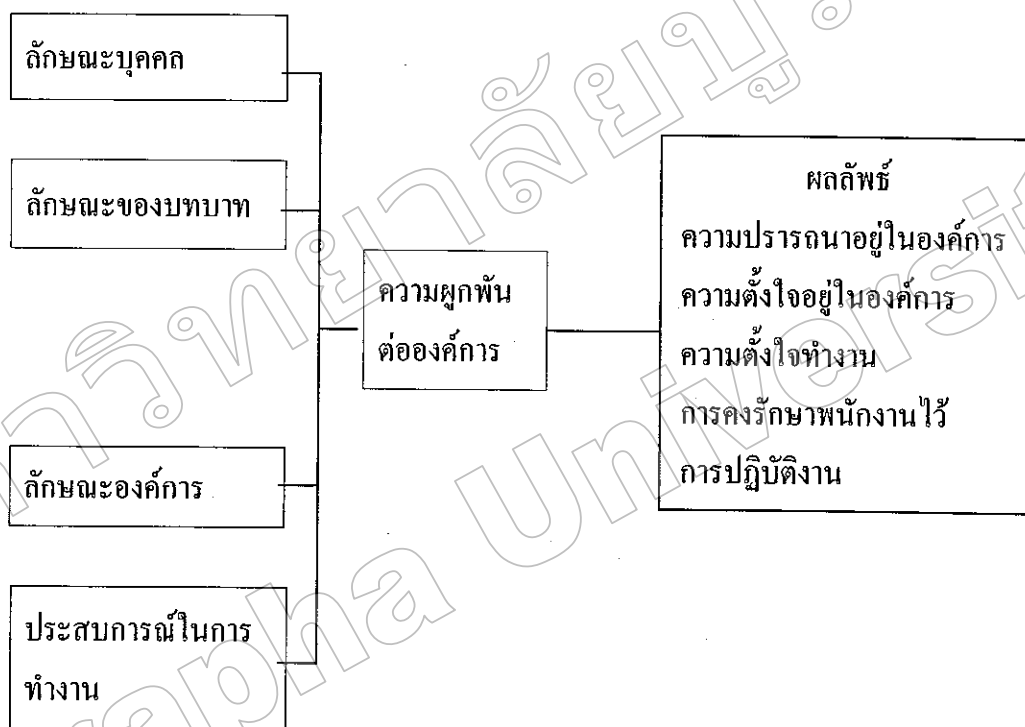 ลักษณะบุคคล
ลักษณะของบทบาท
ความผูกพัน
ต่อองค์การ
ลักษณะองค์การ
ประสบการณ์ในการ
ทำงาน
ผลลัพธ์
ความปรารถนาอยู่ในองค์การ
ความตั้งใจอยู่ในองค์การ
ความตั้งใจทำงาน
การคงรักษาพนักงานไว้
การปฏิบัติงาน